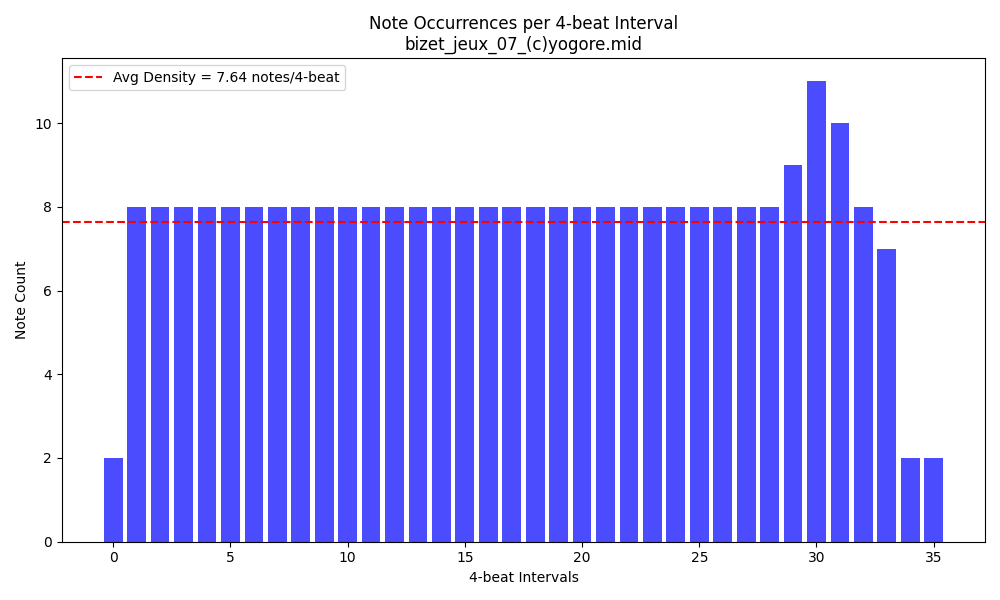 Note Occurrences per 4-beat Interval
bizet_jeux_07_(c)yogore.mid
Avg Density = 7.64 notes/4-beat
Note Count
10
8
6
4
2
0
0 5 10 15 20 25 30 35
4-beat Intervals